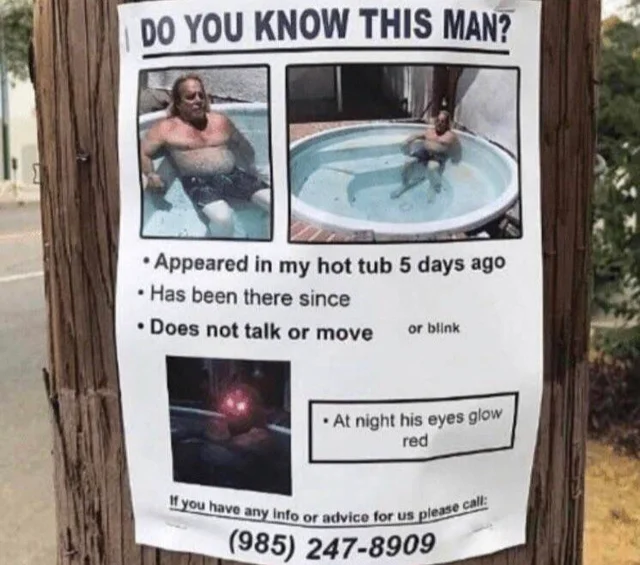 DO YOU KNOW THIS MAN?
• Appeared in my hot tub 5 days ago
• Has been there since
• Does not talk or move or blink
• At night his eyes glow
red
If you have any info or advice for us please call:
(985) 247-8909